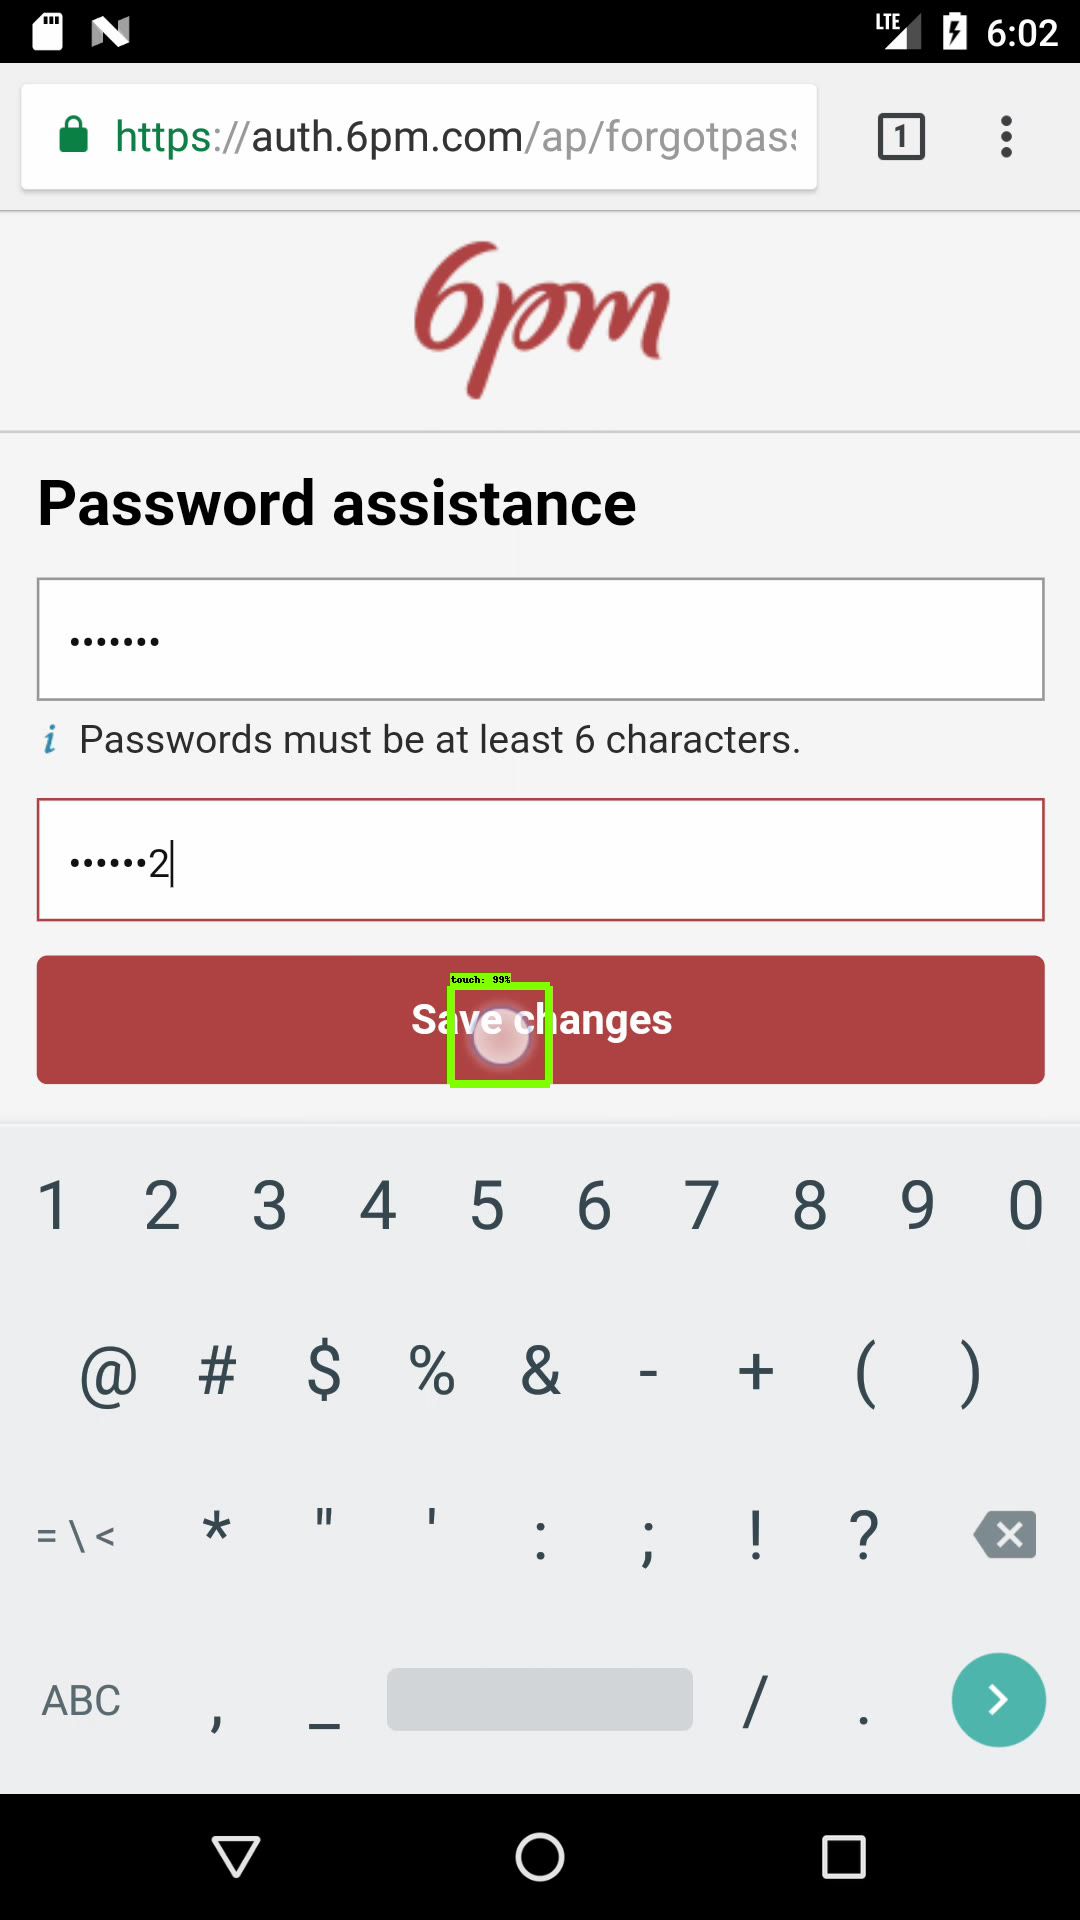 LTE 6:02
https://auth.6pm.com/ap/forgotpas
1
6pm
Password assistance
•••••••
i Passwords must be at least 6 characters.
••••••2
touch: 99%
Save changes
1 2 3 4 5 6 7 8 9 0
@ # $ % & - + ( )
= \ < * " ' : ; ! ?
ABC , _ / .